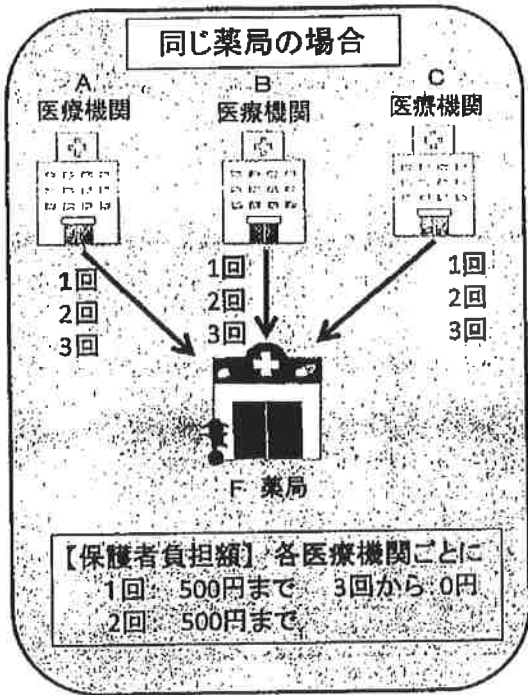 同じ薬局の場合
A
医療機関
B
医療機関
C
医療機関
1回
2回
3回
1回
2回
3回
1回
2回
3回
F 薬局
【保護者負担額】 各医療機関ごとに
1回 500円まで 3回から 0円
2回 500円まで